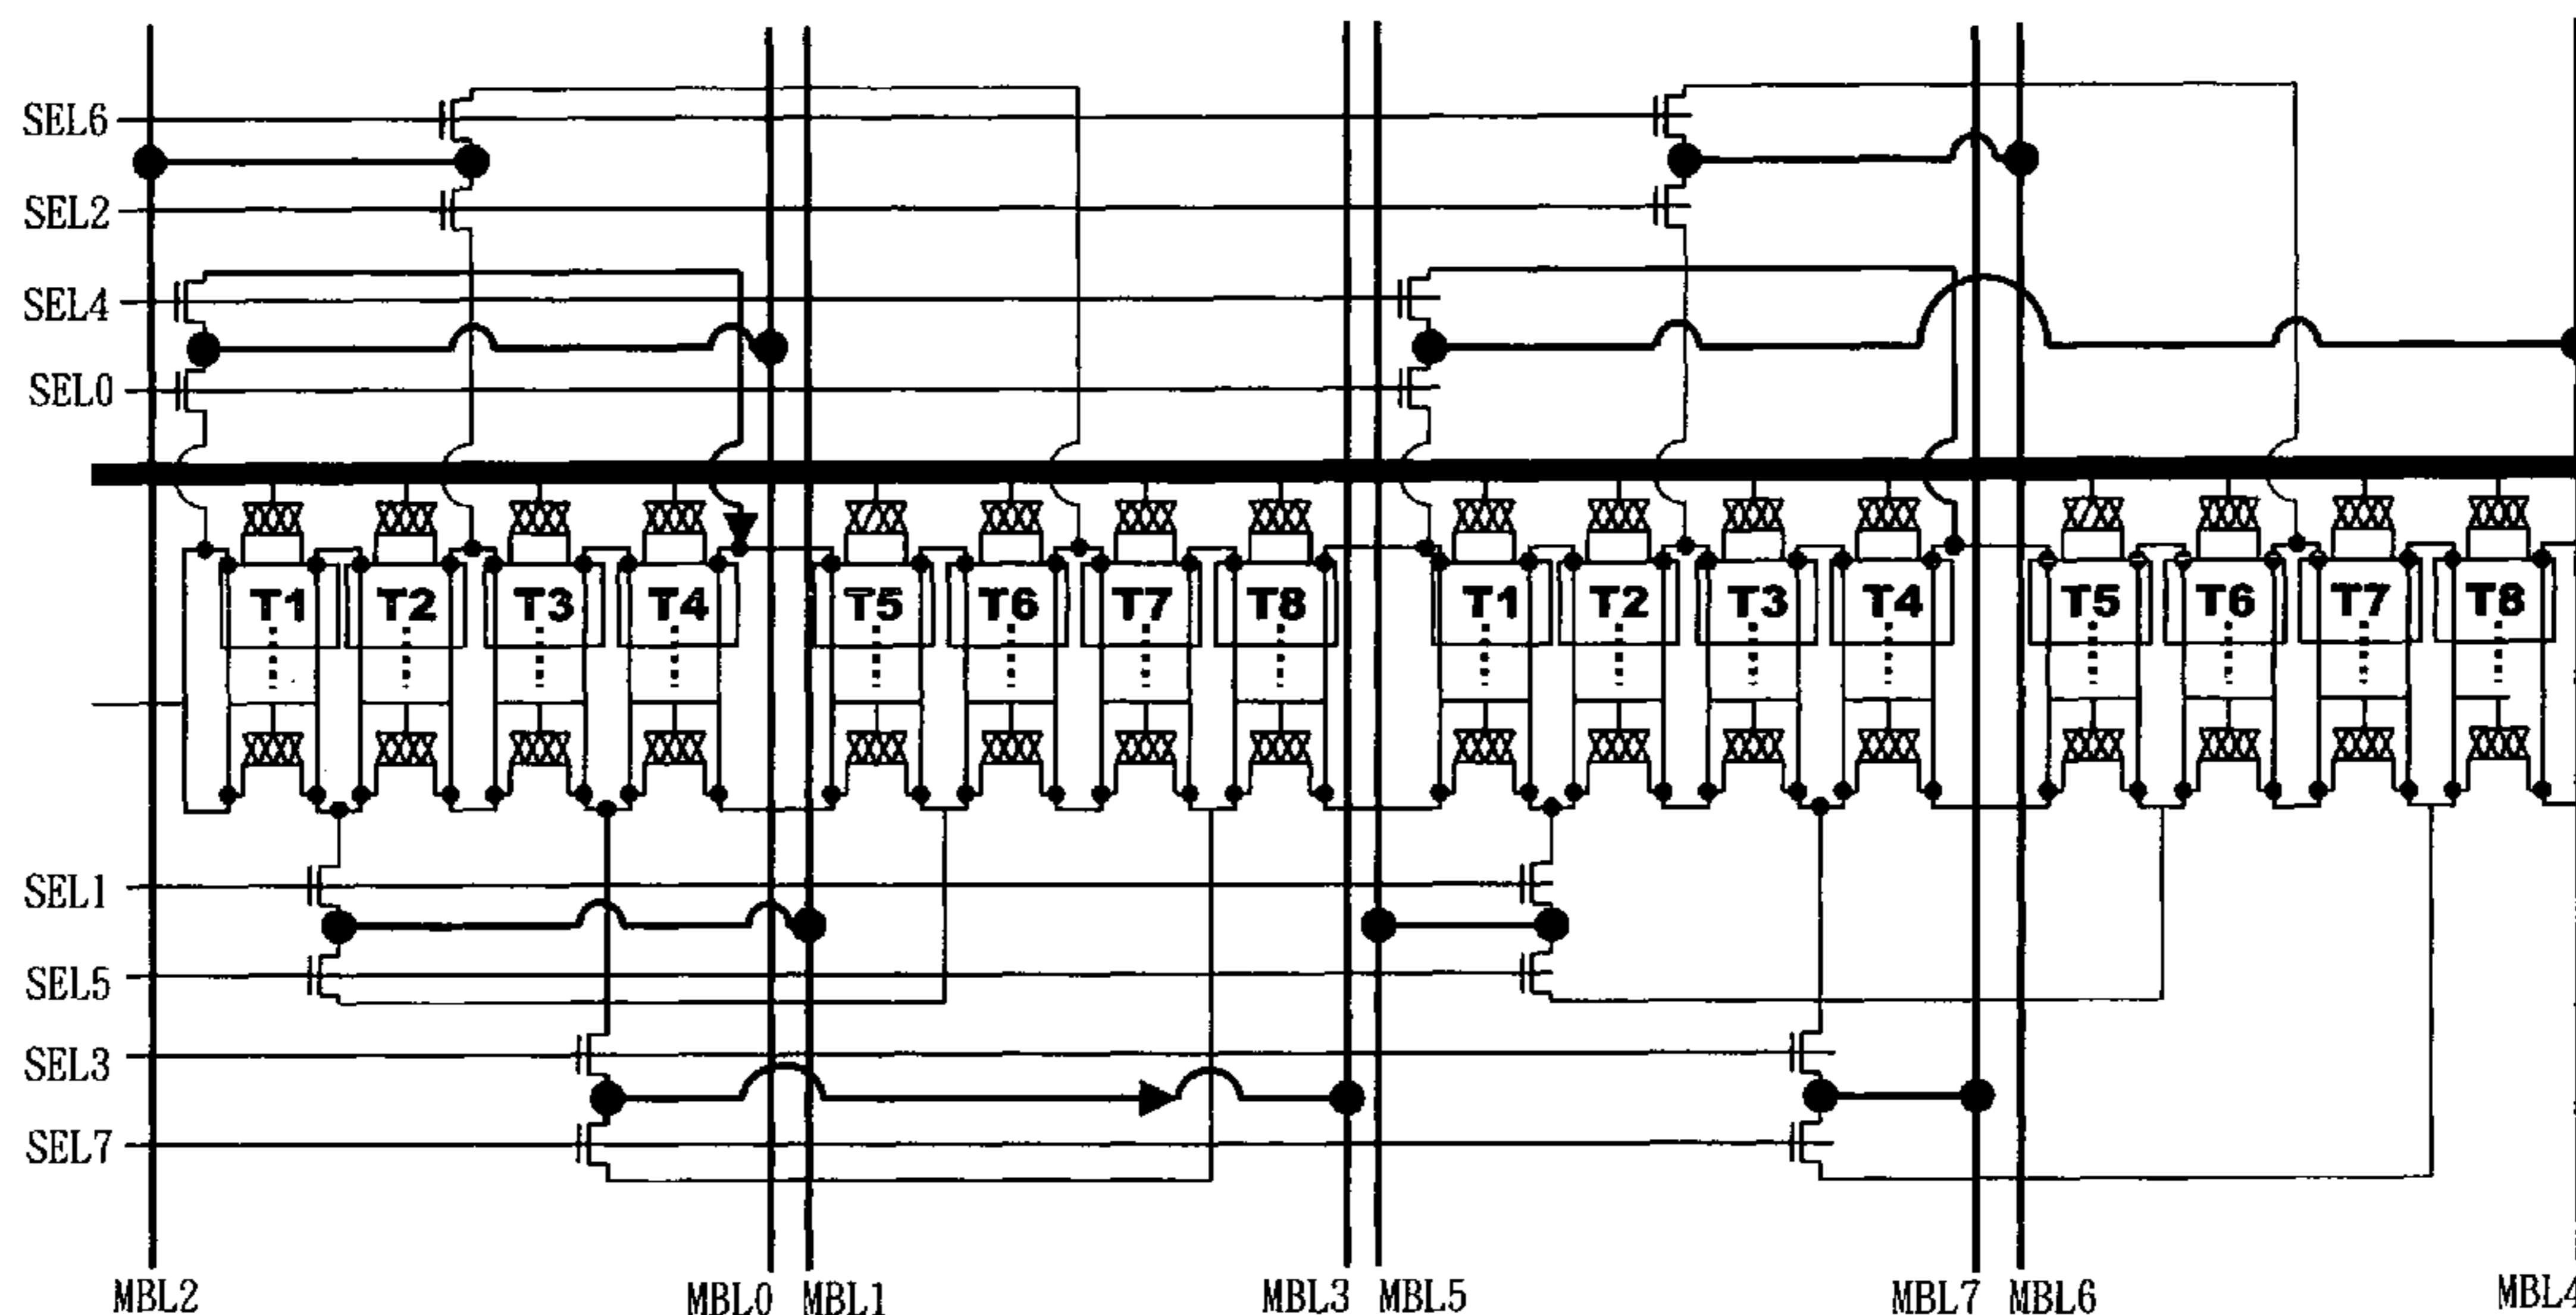 SEL6
SEL2
SEL4
SEL0
T1 T2 T3 T4 T5 T6 T7 T8 T1 T2 T3 T4 T5 T6 T7 T8
SEL1
SEL5
SEL3
SEL7
MBL2 MBL0 MBL1 MBL3 MBL5 MBL7 MBL6 MBL4